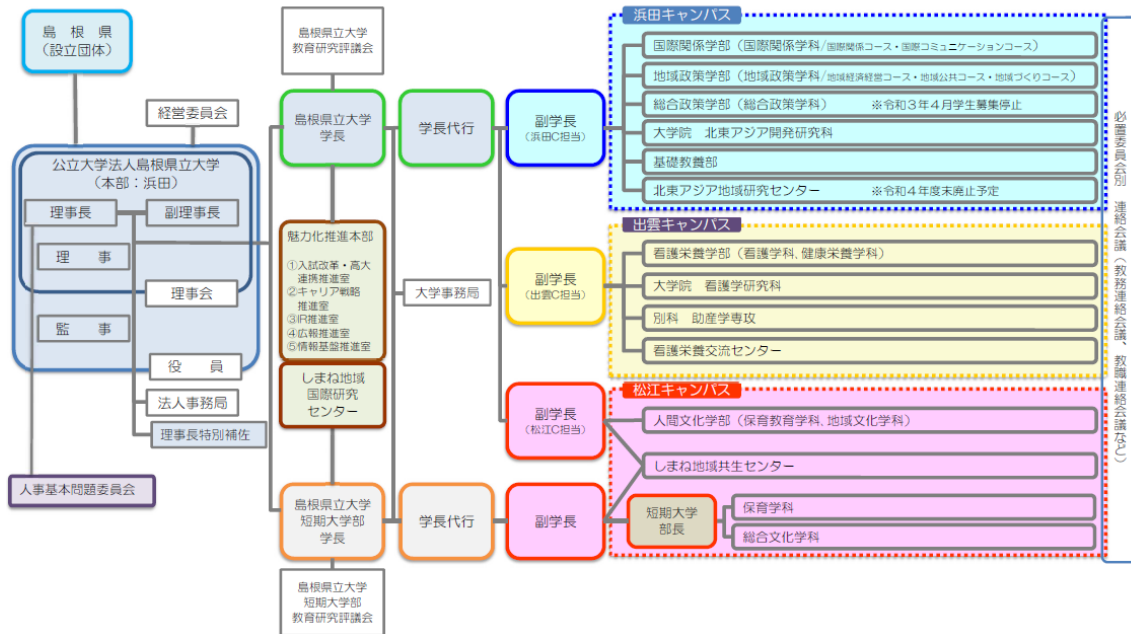 島根県
(設立団体)
経営委員会
公立大学法人島根県立大学
(本部:浜田)
理事長
副理事長
理事
理事会
監事
役員
法人事務局
理事長特別補佐
人事基本問題委員会
島根県立大学
教育研究評議会
島根県立大学
学長
魅力化推進本部
①入試改革・高大
連携推進室
②キャリア戦略
推進室
③IR推進室
④広報推進室
⑤情報基盤推進室
しまね地域
国際研究
センター
島根県立大学
短期大学部
学長
島根県立大学
短期大学部
教育研究評議会
学長代行
大学事務局
学長代行
副学長
(浜田C担当)
副学長
(出雲C担当)
副学長
(松江C担当)
副学長
浜田キャンパス
国際関係学部(国際関係学科/国際関係コース・国際コミュニケーションコース)
地域政策学部(地域政策学科/地域経済経営コース・地域公共コース・地域づくりコース)
総合政策学部(総合政策学科) ※令和3年4月学生募集停止
大学院 北東アジア開発研究科
基礎教養部
北東アジア地域研究センター ※令和4年度末廃止予定
出雲キャンパス
看護栄養学部(看護学科、健康栄養学科)
大学院 看護学研究科
別科 助産学専攻
看護栄養交流センター
松江キャンパス
人間文化学部(保育教育学科、地域文化学科)
しまね地域共生センター
短期大学
部長
保育学科
総合文化学科
必置委員会別 連絡会議(教務連絡会議、教職連絡会議など)